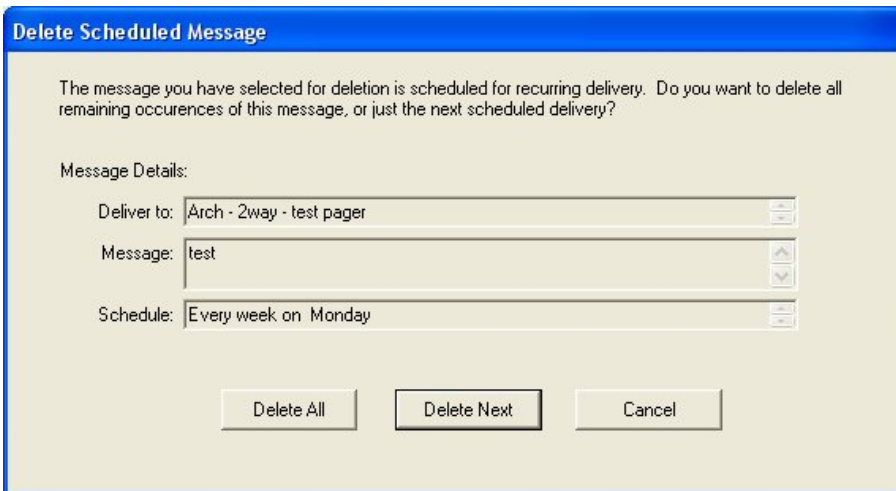 Delete Scheduled Message
The message you have selected for deletion is scheduled for recurring delivery. Do you want to delete all
remaining occurences of this message, or just the next scheduled delivery?
Message Details:
Deliver to: Arch - 2way - test pager
Message: test
Schedule: Every week on Monday
Delete All Delete Next Cancel